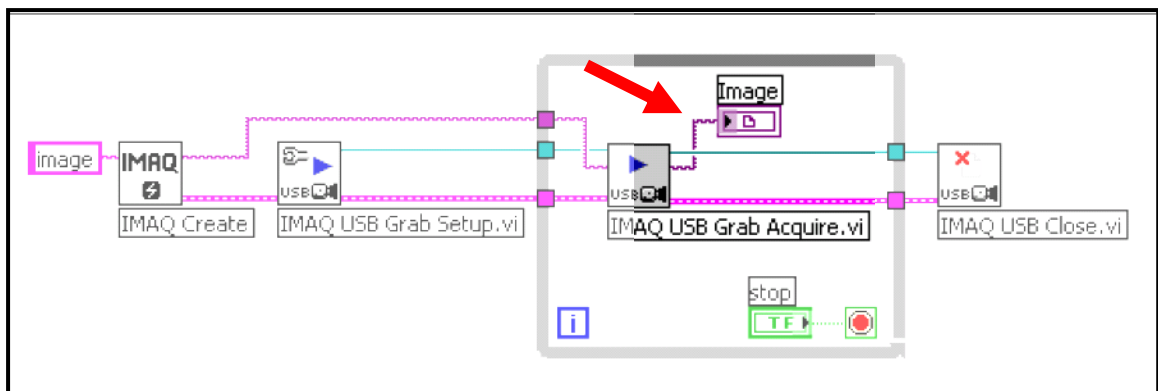 Image
image
IMAQ
USB
USB
USB
IMAQ Create
IMAQ USB Grab Setup.vi
IMAQ USB Grab Acquire.vi
IMAQ USB Close.vi
stop
i
TF